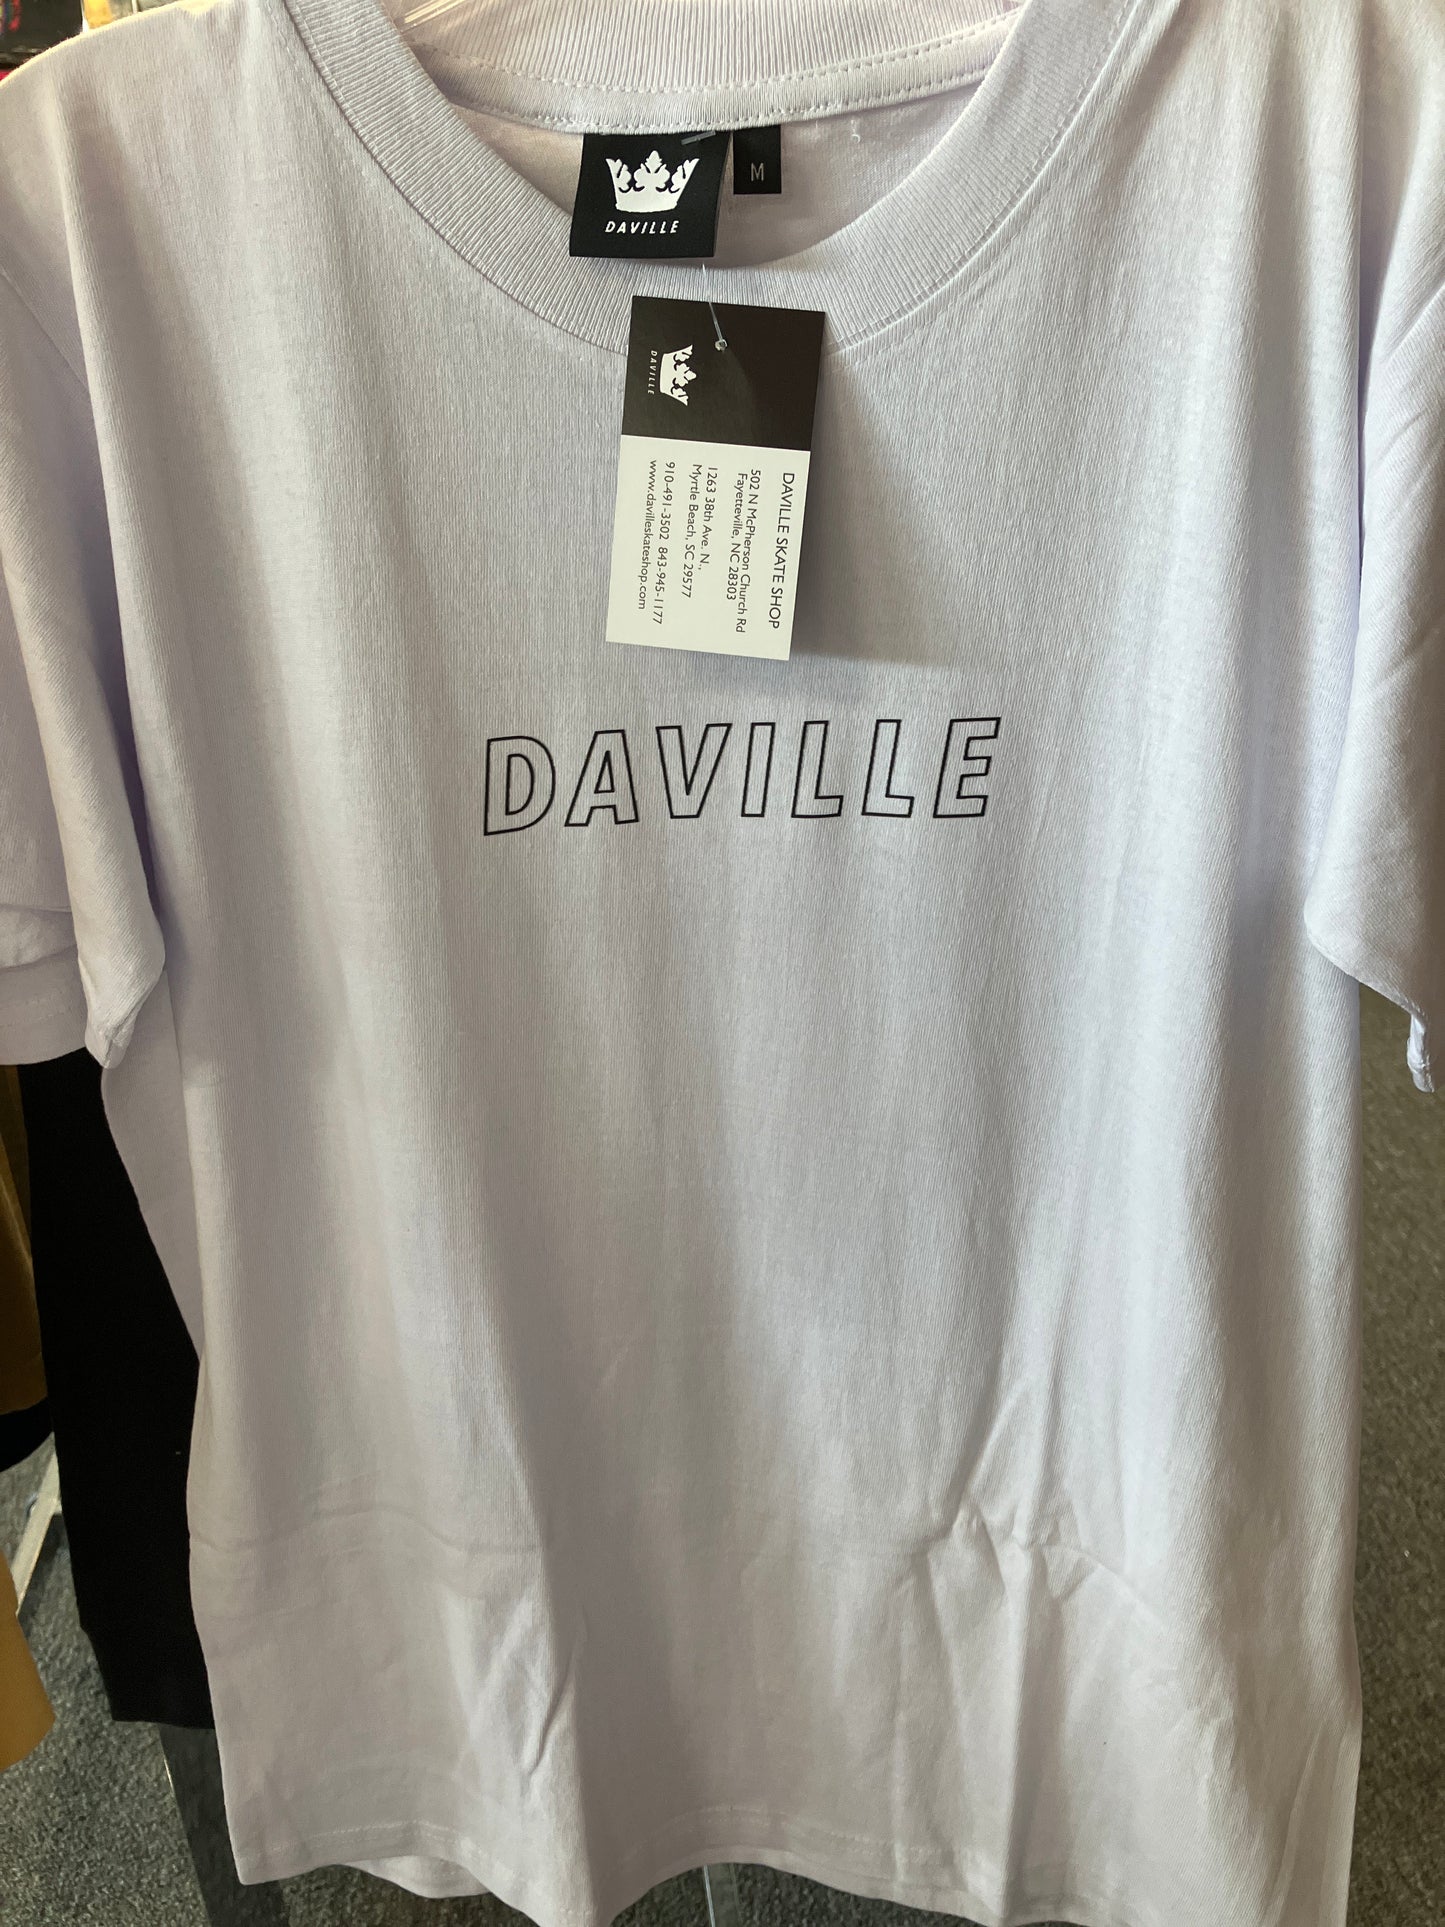 DAVILLE
M
DAVILLE
DAVILLE SKATE SHOP
502 N McPherson Church Rd
Fayetteville, NC 28303
1263 38th Ave. N.,
Myrtle Beach, SC 29577
910-491-3502 843-945-1177
www.davilleskateshop.com
DAVILLE